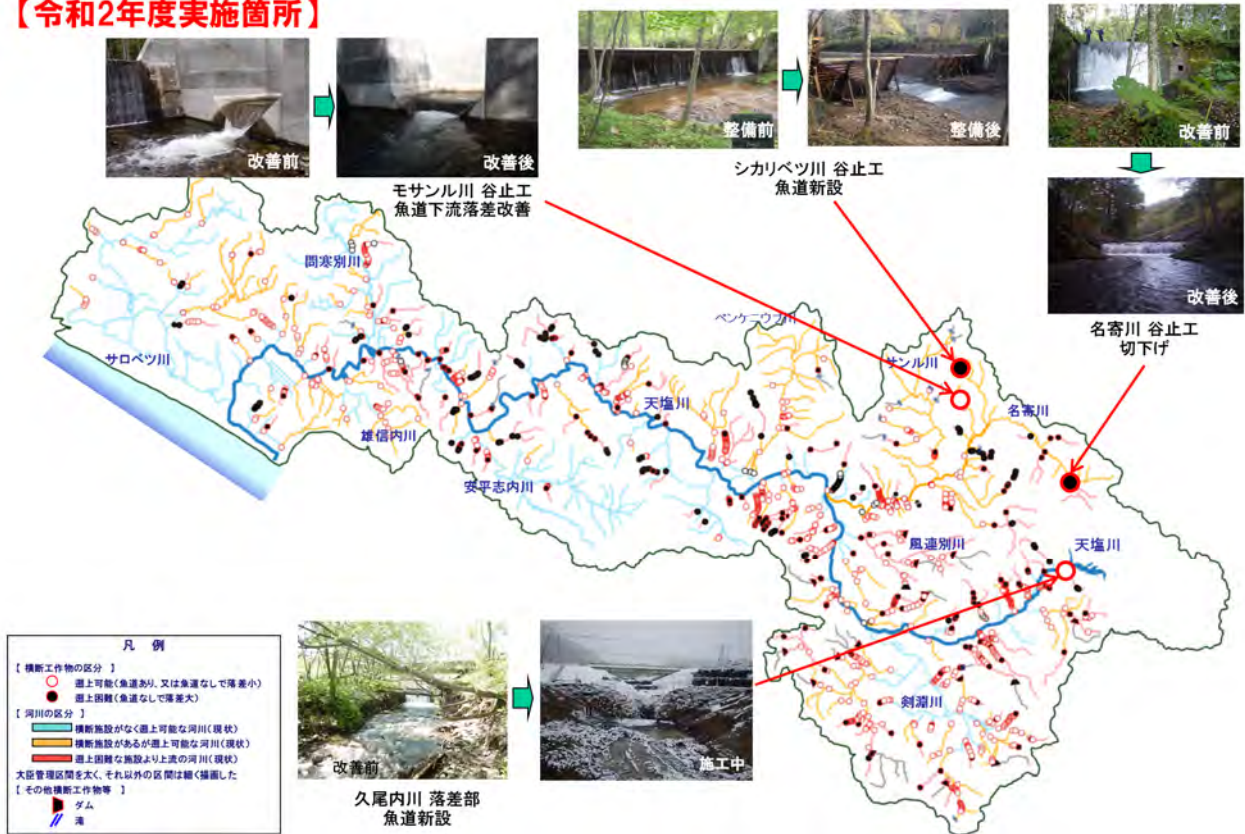 【令和2年度実施箇所】
改善前
改善後
モサンル川 谷止工
魚道下流落差改善
整備前
整備後
シカリベツ川 谷止工
魚道新設
改善前
改善後
名寄川 谷止工
切下げ
問寒別川
サロベツ川
雄信内川
安平志内川
天塩川
ペンケニウプ川
サンル川
名寄川
風連別川
天塩川
剣淵川
改善前
施工中
久尾内川 落差部
魚道新設
凡 例
【 横断工作物の区分 】
遡上可能(魚道あり、又は魚道なしで落差小)
遡上困難(魚道なしで落差大)
【 河川の区分 】
横断施設がなく遡上可能な河川(現状)
横断施設があるが遡上可能な河川(現状)
遡上困難な施設より上流の河川(現状)
大臣管理区間を太く、それ以外の区間は細く描画した
【 その他横断工作物等 】
ダム
滝